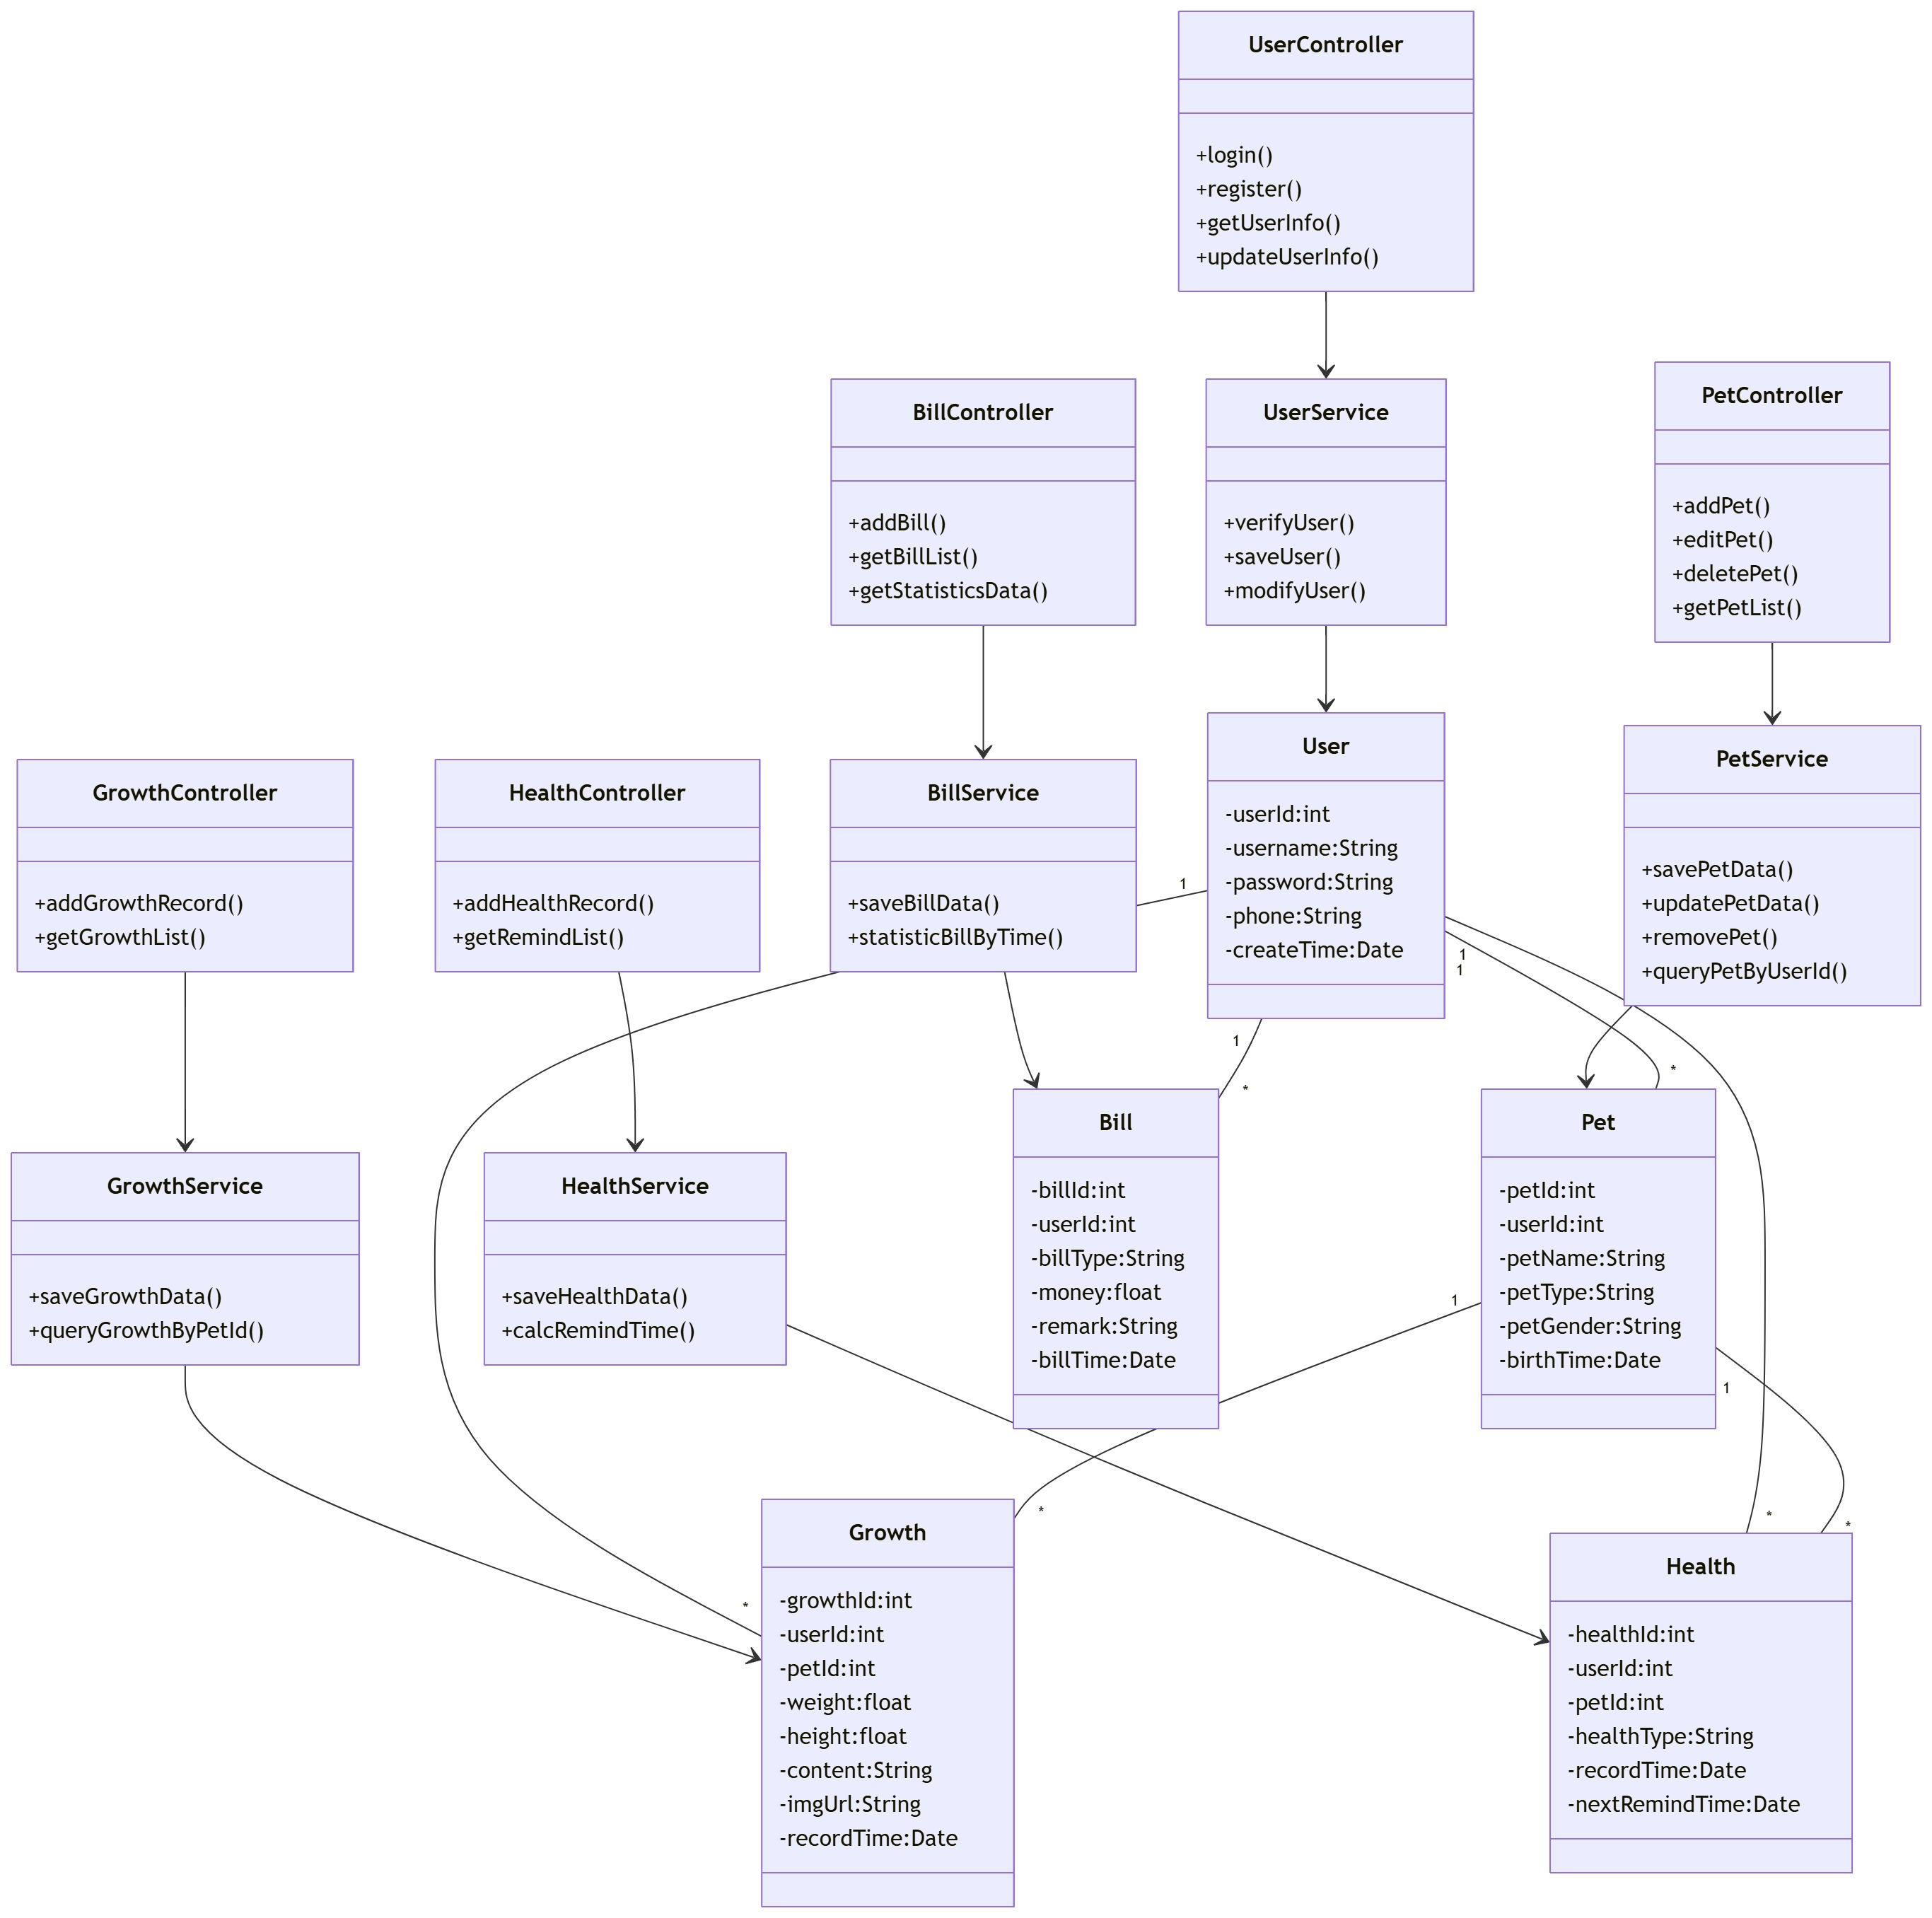 UserController
+login()
+register()
+getUserInfo()
+updateUserInfo()
BillController
+addBill()
+getBillList()
+getStatisticsData()
UserService
+verifyUser()
+saveUser()
+modifyUser()
PetController
+addPet()
+editPet()
+deletePet()
+getPetList()
GrowthController
+addGrowthRecord()
+getGrowthList()
HealthController
+addHealthRecord()
+getRemindList()
BillService
+saveBillData()
+statisticBillByTime()
1
User
-userId:int
-username:String
-password:String
-phone:String
-createTime:Date
1
1
PetService
+savePetData()
+updatePetData()
+removePet()
+queryPetByUserId()
1
*
*
GrowthService
+saveGrowthData()
+queryGrowthByPetId()
HealthService
+saveHealthData()
+calcRemindTime()
Bill
-billId:int
-userId:int
-billType:String
-money:float
-remark:String
-billTime:Date
1
Pet
-petId:int
-userId:int
-petName:String
-petType:String
-petGender:String
-birthTime:Date
1
*
*
*
*
Growth
-growthId:int
-userId:int
-petId:int
-weight:float
-height:float
-content:String
-imgUrl:String
-recordTime:Date
Health
-healthId:int
-userId:int
-petId:int
-healthType:String
-recordTime:Date
-nextRemindTime:Date